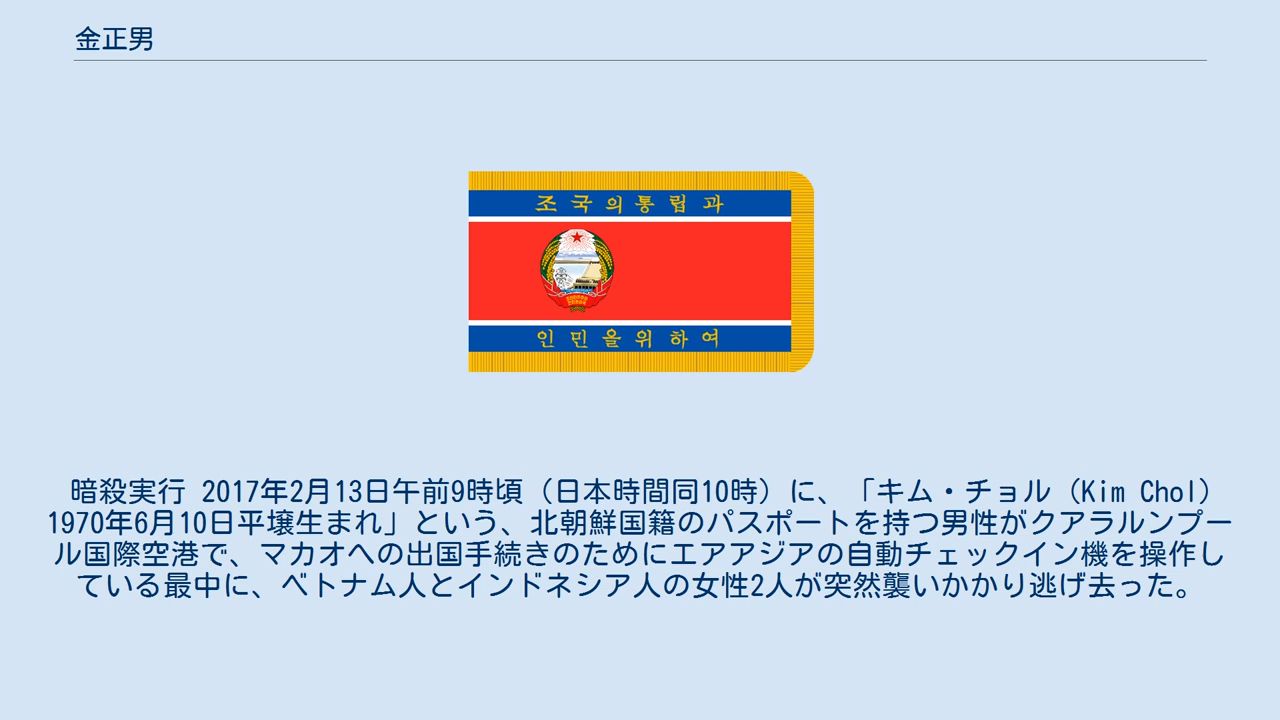 金正男
조국의통립과
인민을위하여
暗殺実行 2017年2月13日午前9時頃（日本時間同10時）に、「キム・チョル（Kim Chol）
1970年6月10日平壌生まれ」という、北朝鮮国籍のパスポートを持つ男性がクアラルンプー
ル国際空港で、マカオへの出国手続きのためにエアアジアの自動チェックイン機を操作し
ている最中に、ベトナム人とインドネシア人の女性2人が突然襲いかかり逃げ去った。